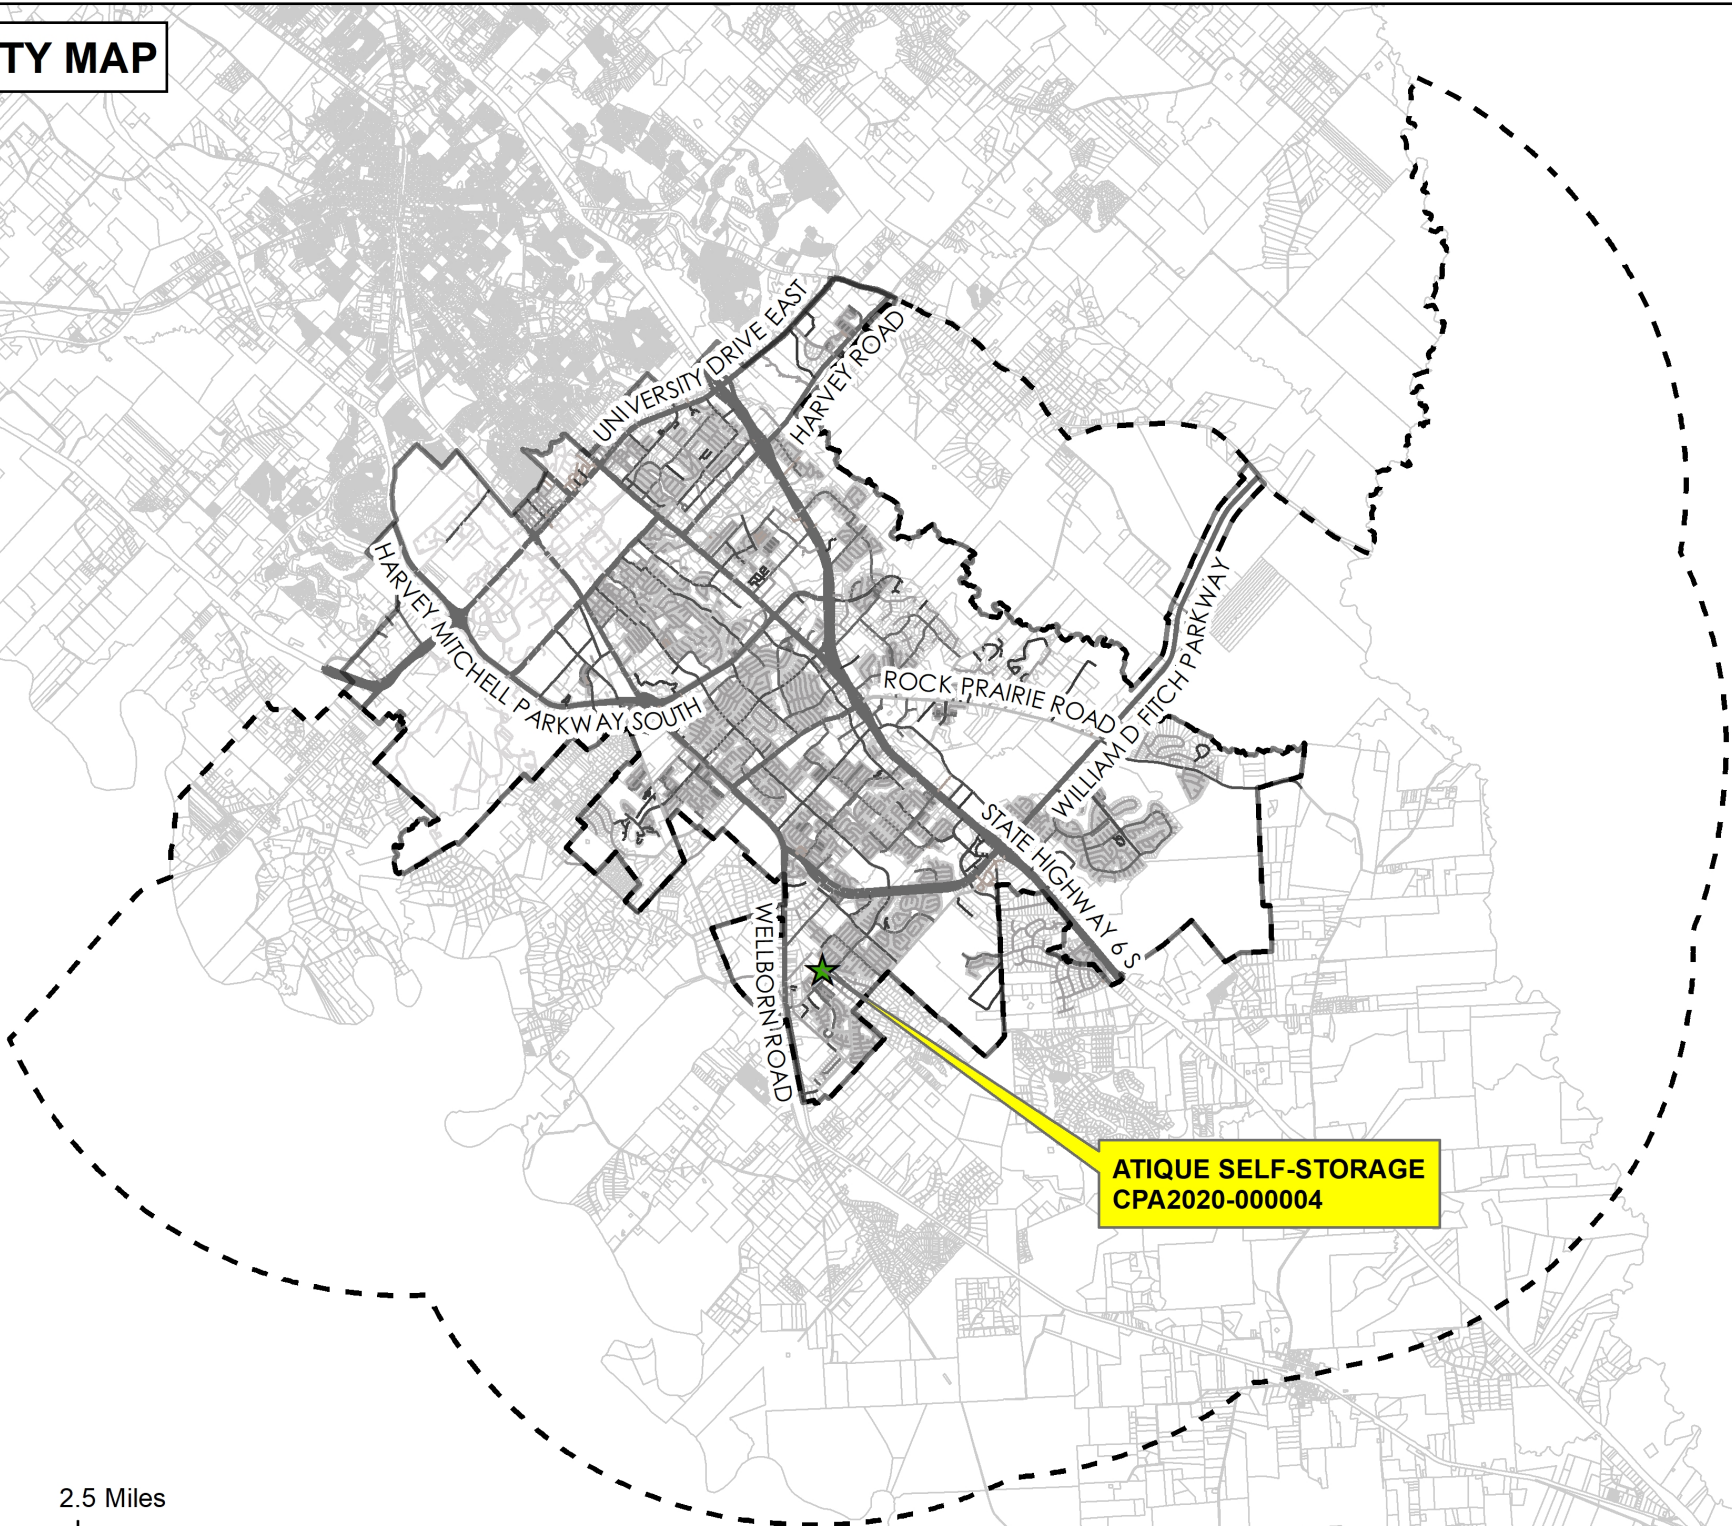 TY MAP
UNIVERSITY DRIVE EAST
HARVEY ROAD
HARVEY MITCHELL PARKWAY SOUTH
ROCK PRAIRIE ROAD
WILLIAM D FITCH PARKWAY
STATE HIGHWAY 6 S
WELLBORN ROAD
ATIQUE SELF-STORAGE
CPA2020-000004
2.5 Miles